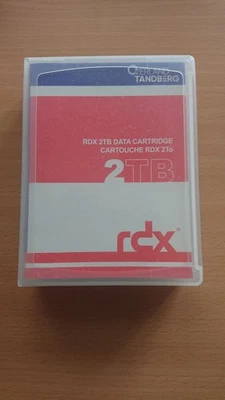 OVERLAND
TANDBERG
RDX 2TB DATA CARTRIDGE
CARTOUCHE RDX 2To
2TB
rdx®